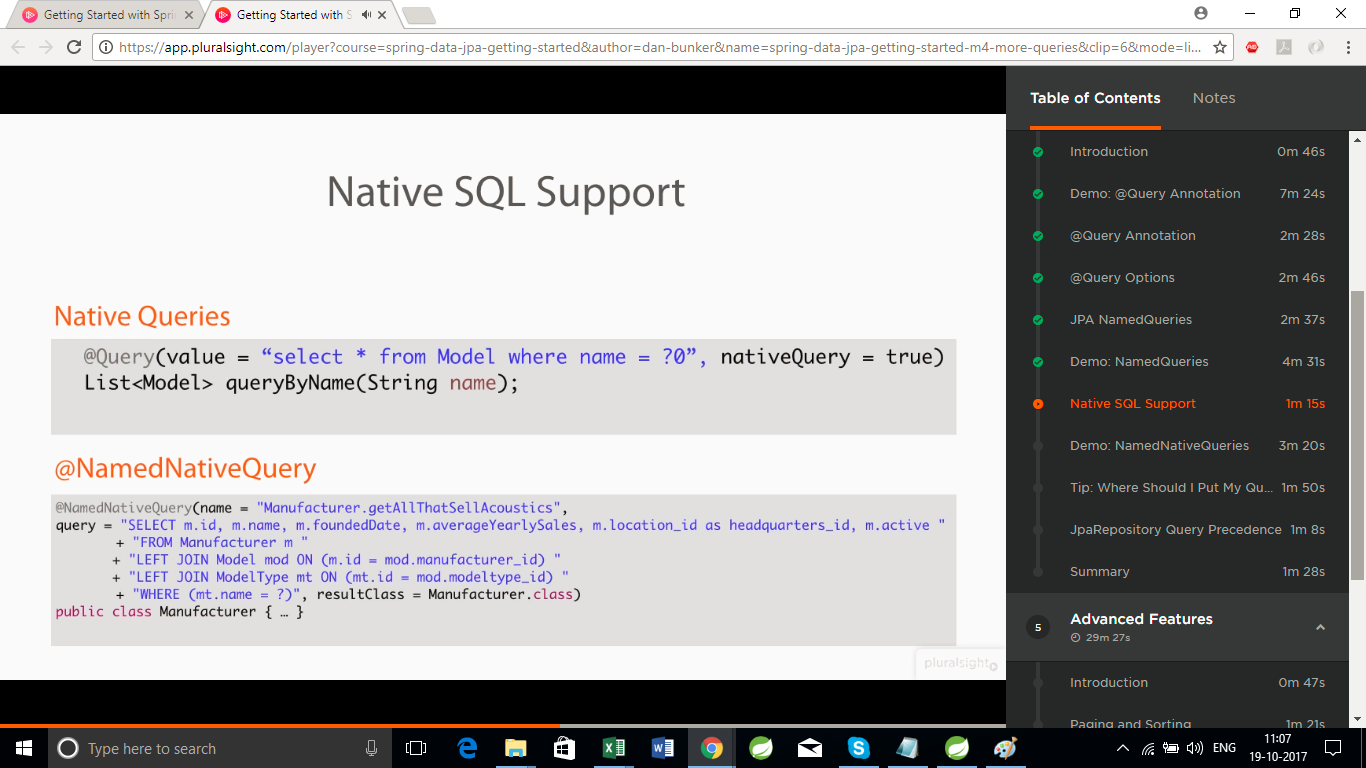 Getting Started with Spri
Getting Started with S
https://app.pluralsight.com/player?course=spring-data-jpa-getting-started&author=dan-bunker&name=spring-data-jpa-getting-started-m4-more-queries&clip=6&mode=li...
Native SQL Support
Native Queries
@Query(value = “select * from Model where name = ?0”, nativeQuery = true)
List<Model> queryByName(String name);
@NamedNativeQuery
@NamedNativeQuery(name = "Manufacturer.getAllThatSellAcoustics",
query = "SELECT m.id, m.name, m.foundedDate, m.averageYearlySales, m.location_id as headquarters_id, m.active "
+ "FROM Manufacturer m "
+ "LEFT JOIN Model mod ON (m.id = mod.manufacturer_id) "
+ "LEFT JOIN ModelType mt ON (mt.id = mod.modeltype_id) "
+ "WHERE (mt.name = ?)", resultClass = Manufacturer.class)
public class Manufacturer { … }
pluralsight
Table of Contents Notes
Introduction 0m 46s
Demo: @Query Annotation 7m 24s
@Query Annotation 2m 28s
@Query Options 2m 46s
JPA NamedQueries 2m 37s
Demo: NamedQueries 4m 31s
Native SQL Support 1m 15s
Demo: NamedNativeQueries 3m 20s
Tip: Where Should I Put My Qu... 1m 50s
JpaRepository Query Precedence 1m 8s
Summary 1m 28s
5 Advanced Features
29m 27s
Introduction 0m 47s
Paging and Sorting 1m 21s
Type here to search
ENG
11:07
19-10-2017